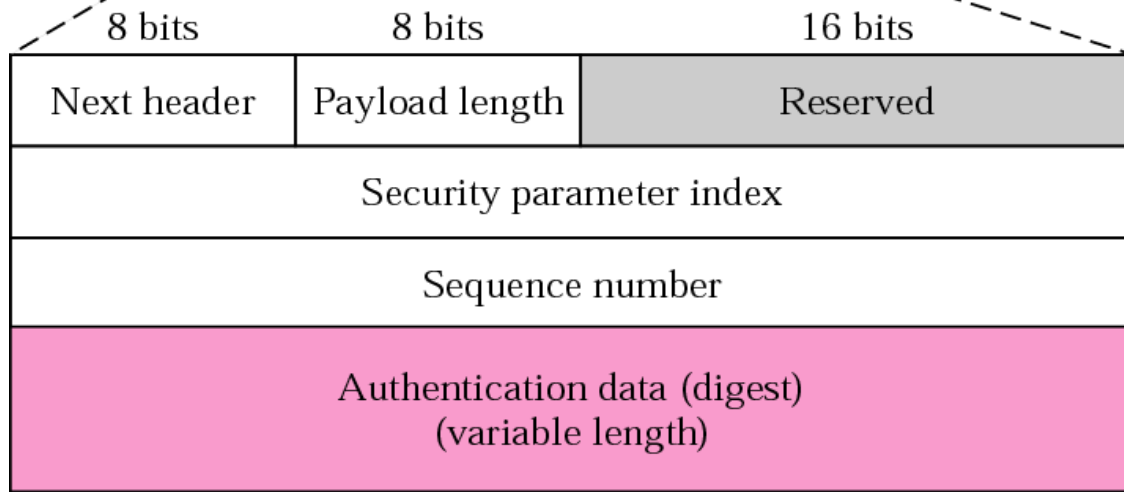 8 bits 8 bits 16 bits
Next header Payload length Reserved
Security parameter index
Sequence number
Authentication data (digest)
(variable length)